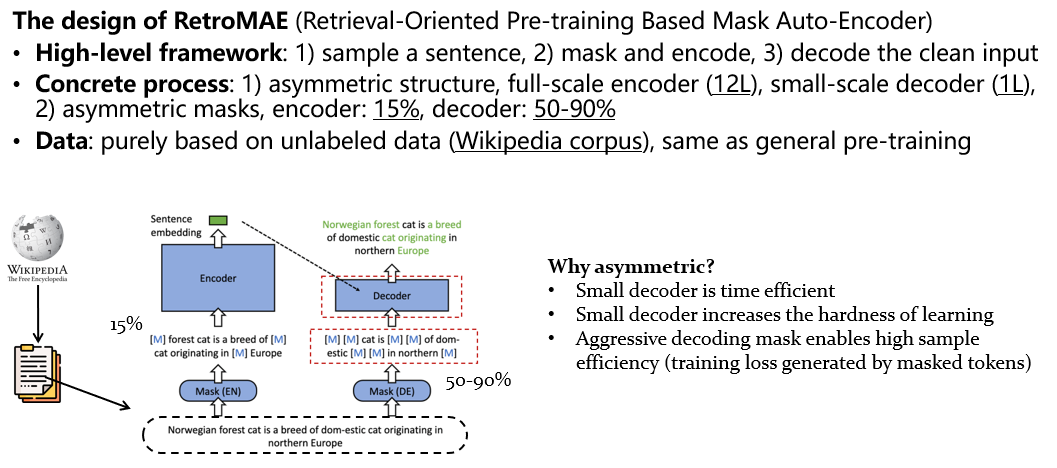 The design of RetroMAE (Retrieval-Oriented Pre-training Based Mask Auto-Encoder)
• High-level framework: 1) sample a sentence, 2) mask and encode, 3) decode the clean input
• Concrete process: 1) asymmetric structure, full-scale encoder (12L), small-scale decoder (1L),
2) asymmetric masks, encoder: 15%, decoder: 50-90%
• Data: purely based on unlabeled data (Wikipedia corpus), same as general pre-training
WIKIPEDIA
The Free Encyclopedia
Sentence
embedding
Encoder
15%
[M] forest cat is a breed of [M]
cat originating in [M] Europe
Mask (EN)
Norwegian forest cat is a breed
of domestic cat originating in
northern Europe
Decoder
[M] [M] cat is [M] [M] of dom-
estic [M] [M] in northern [M]
50-90%
Mask (DE)
Norwegian forest cat is a breed of dom-estic cat originating in
northern Europe
Why asymmetric?
• Small decoder is time efficient
• Small decoder increases the hardness of learning
• Aggressive decoding mask enables high sample
efficiency (training loss generated by masked tokens)